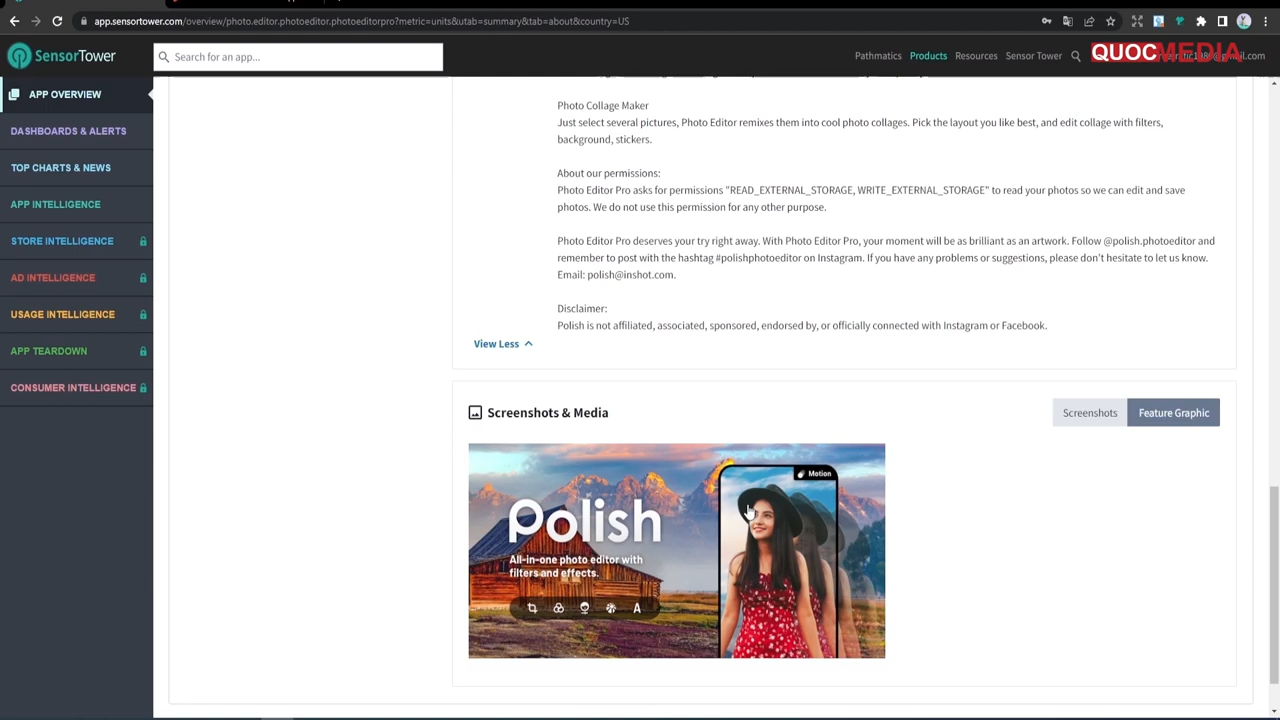 app.sensortower.com/overview/photo.editor.photoeditor.photoeditorpro?metric=units&utab=summary&tab=about&country=US
SensorTower
Search for an app...
Pathmatics
Products
Resources
Sensor Tower
QUOCMEDIA
APP OVERVIEW
DASHBOARDS & ALERTS
TOP CHARTS & NEWS
APP INTELLIGENCE
STORE INTELLIGENCE
AD INTELLIGENCE
USAGE INTELLIGENCE
APP TEARDOWN
CONSUMER INTELLIGENCE
Photo Collage Maker
Just select several pictures, Photo Editor remixes them into cool photo collages. Pick the layout you like best, and edit collage with filters,
background, stickers.
About our permissions:
Photo Editor Pro asks for permissions "READ_EXTERNAL_STORAGE, WRITE_EXTERNAL_STORAGE" to read your photos so we can edit and save
photos. We do not use this permission for any other purpose.
Photo Editor Pro deserves your try right away. With Photo Editor Pro, your moment will be as brilliant as an artwork. Follow @polish.photoeditor and
remember to post with the hashtag #polishphotoeditor on Instagram. If you have any problems or suggestions, please don't hesitate to let us know.
Email: polish@inshot.com.
Disclaimer:
Polish is not affiliated, associated, sponsored, endorsed by, or officially connected with Instagram or Facebook.
View Less
Screenshots & Media
Screenshots
Feature Graphic
Motion
Polish
All-in-one photo editor with
filters and effects.
A